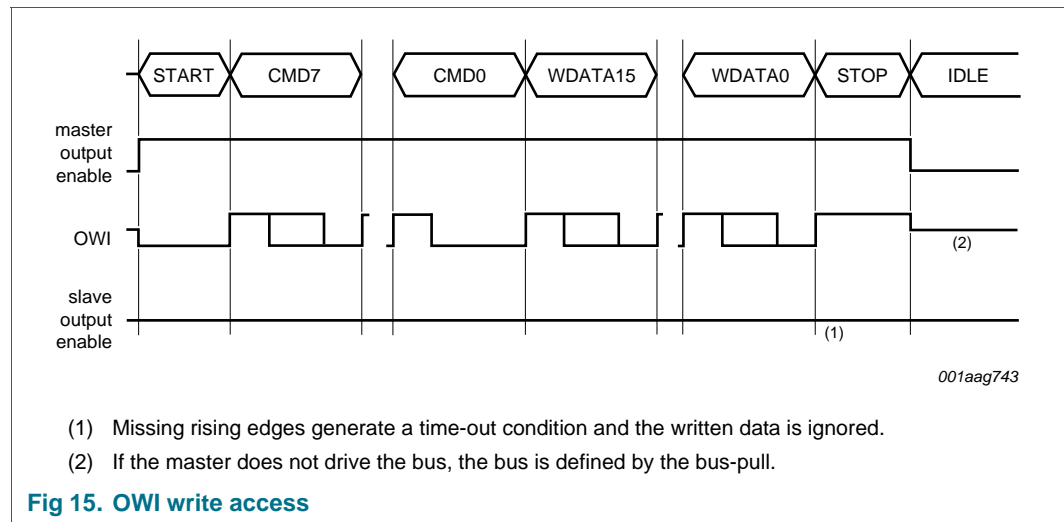 START CMD7 CMD0 WDATA15 WDATA0 STOP IDLE
master
output
enable
OWI
(2)
slave
output
enable
(1)
001aag743
(1) Missing rising edges generate a time-out condition and the written data is ignored.
(2) If the master does not drive the bus, the bus is defined by the bus-pull.
Fig 15. OWI write access